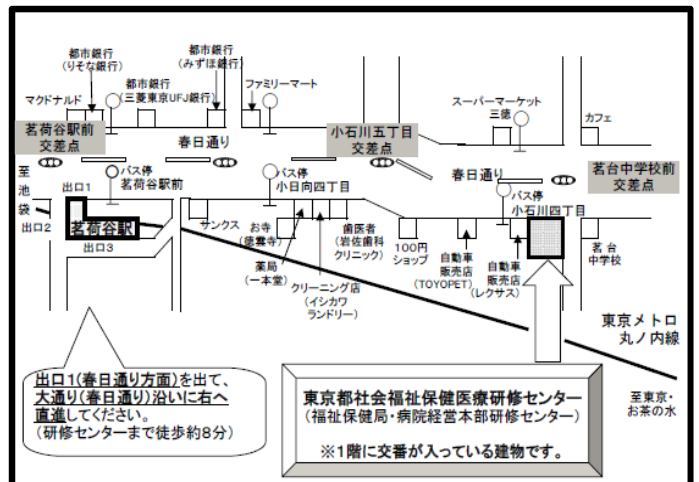 都市銀行
(りそな銀行)
都市銀行
(みずほ銀行)
マクドナルド
都市銀行
(三菱東京UFJ銀行)
ファミリーマート
スーパーマーケット
三徳
カフェ
茗荷谷駅前
交差点
春日通り
小石川五丁目
交差点
春日通り
茗台中学校前
交差点
至池袋
バス停
茗荷谷駅前
バス停
小日向四丁目
バス停
小石川四丁目
出口1
出口2
茗荷谷駅
出口3
サンクス
お寺
(徳雲寺)
薬局
(一本堂)
クリーニング店
(イシカワ
ランドリー)
歯医者
(岩佐歯科
クリニック)
100円
ショップ
自動車
販売店
(TOYOPET)
自動車
販売店
(レクサス)
茗台
中学校
東京メトロ
丸ノ内線
至東京・
お茶の水
出口1(春日通り方面)を出て、
大通り(春日通り)沿いに右へ
直進してください。
(研修センターまで徒歩約8分)
東京都社会福祉保健医療研修センター
(福祉保健局・病院経営本部研修センター)
※1階に交番が入っている建物です。